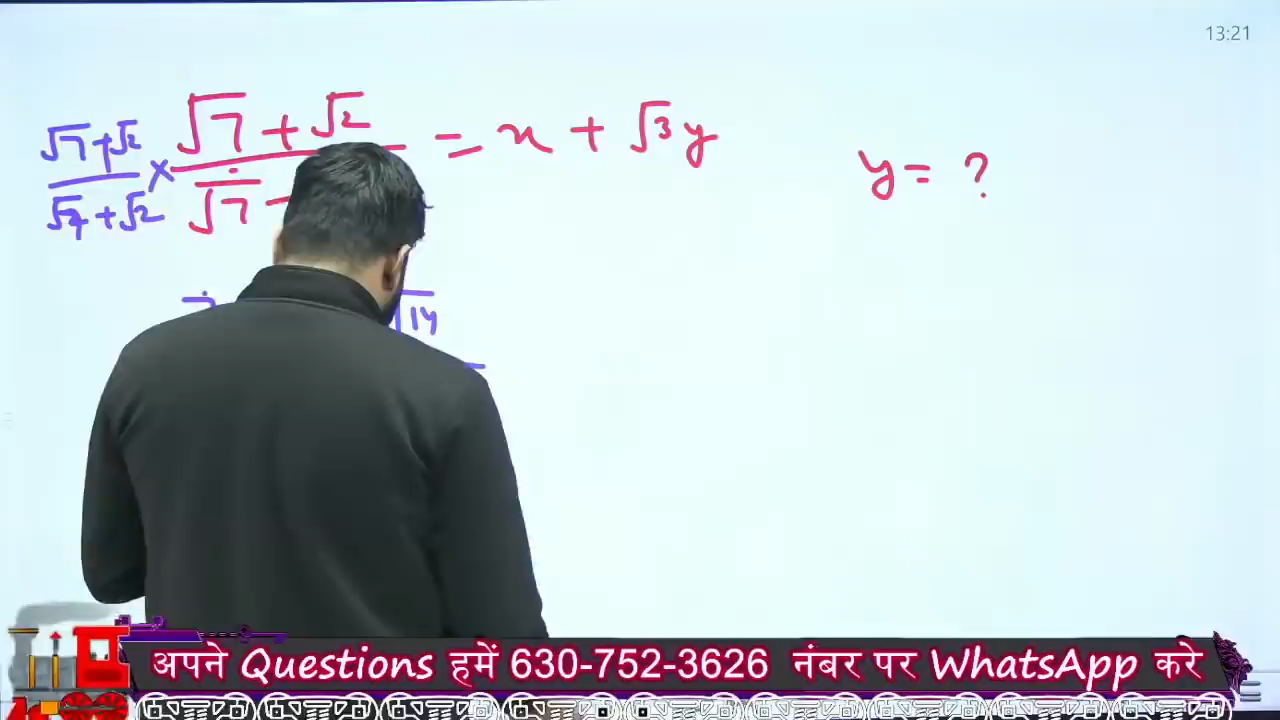 13:21
√7+√2 / √7+√2 × √7 + √2 / √7 - = x + √3 y
y = ?
7 √14
अपने Questions हमें 630-752-3626 नंबर पर WhatsApp करे